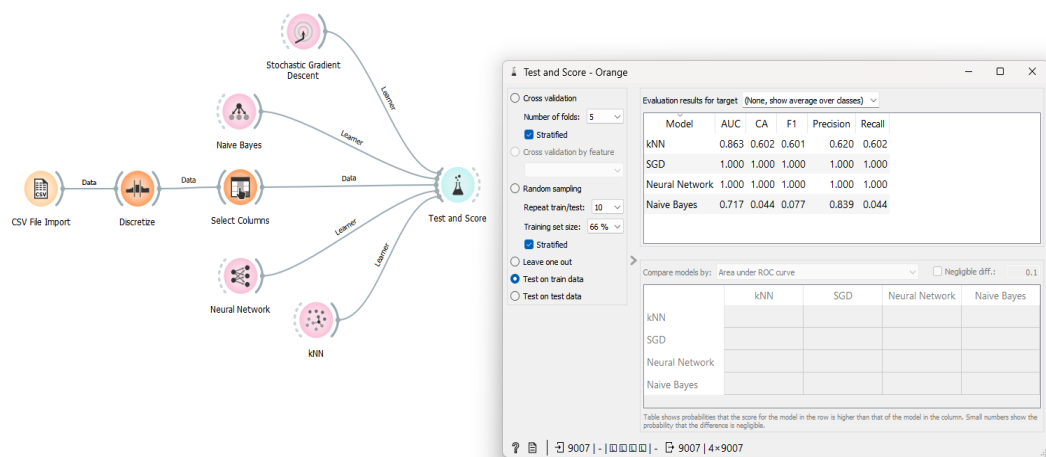 Stochastic Gradient
Descent
Learner
Naive Bayes
Learner
CSV File Import
Data
Discretize
Data
Select Columns
Data
Test and Score
Learner
Neural Network
Learner
kNN
Test and Score - Orange
Cross validation
Number of folds: 5
Stratified
Cross validation by feature
Random sampling
Repeat train/test: 10
Training set size: 66 %
Stratified
Leave one out
Test on train data
Test on test data
Evaluation results for target (None, show average over classes)
Model AUC CA F1 Precision Recall
kNN 0.863 0.602 0.601 0.620 0.602
SGD 1.000 1.000 1.000 1.000 1.000
Neural Network 1.000 1.000 1.000 1.000 1.000
Naive Bayes 0.717 0.044 0.077 0.839 0.044
Compare models by: Area under ROC curve Negligible diff.: 0.1
kNN SGD Neural Network Naive Bayes
kNN
SGD
Neural Network
Naive Bayes
Table shows probabilities that the score for the model in the row is higher than that of the model in the column. Small numbers show the
probability that the difference is negligible.
? 9007 | - | - 9007 | 4×9007
CSV